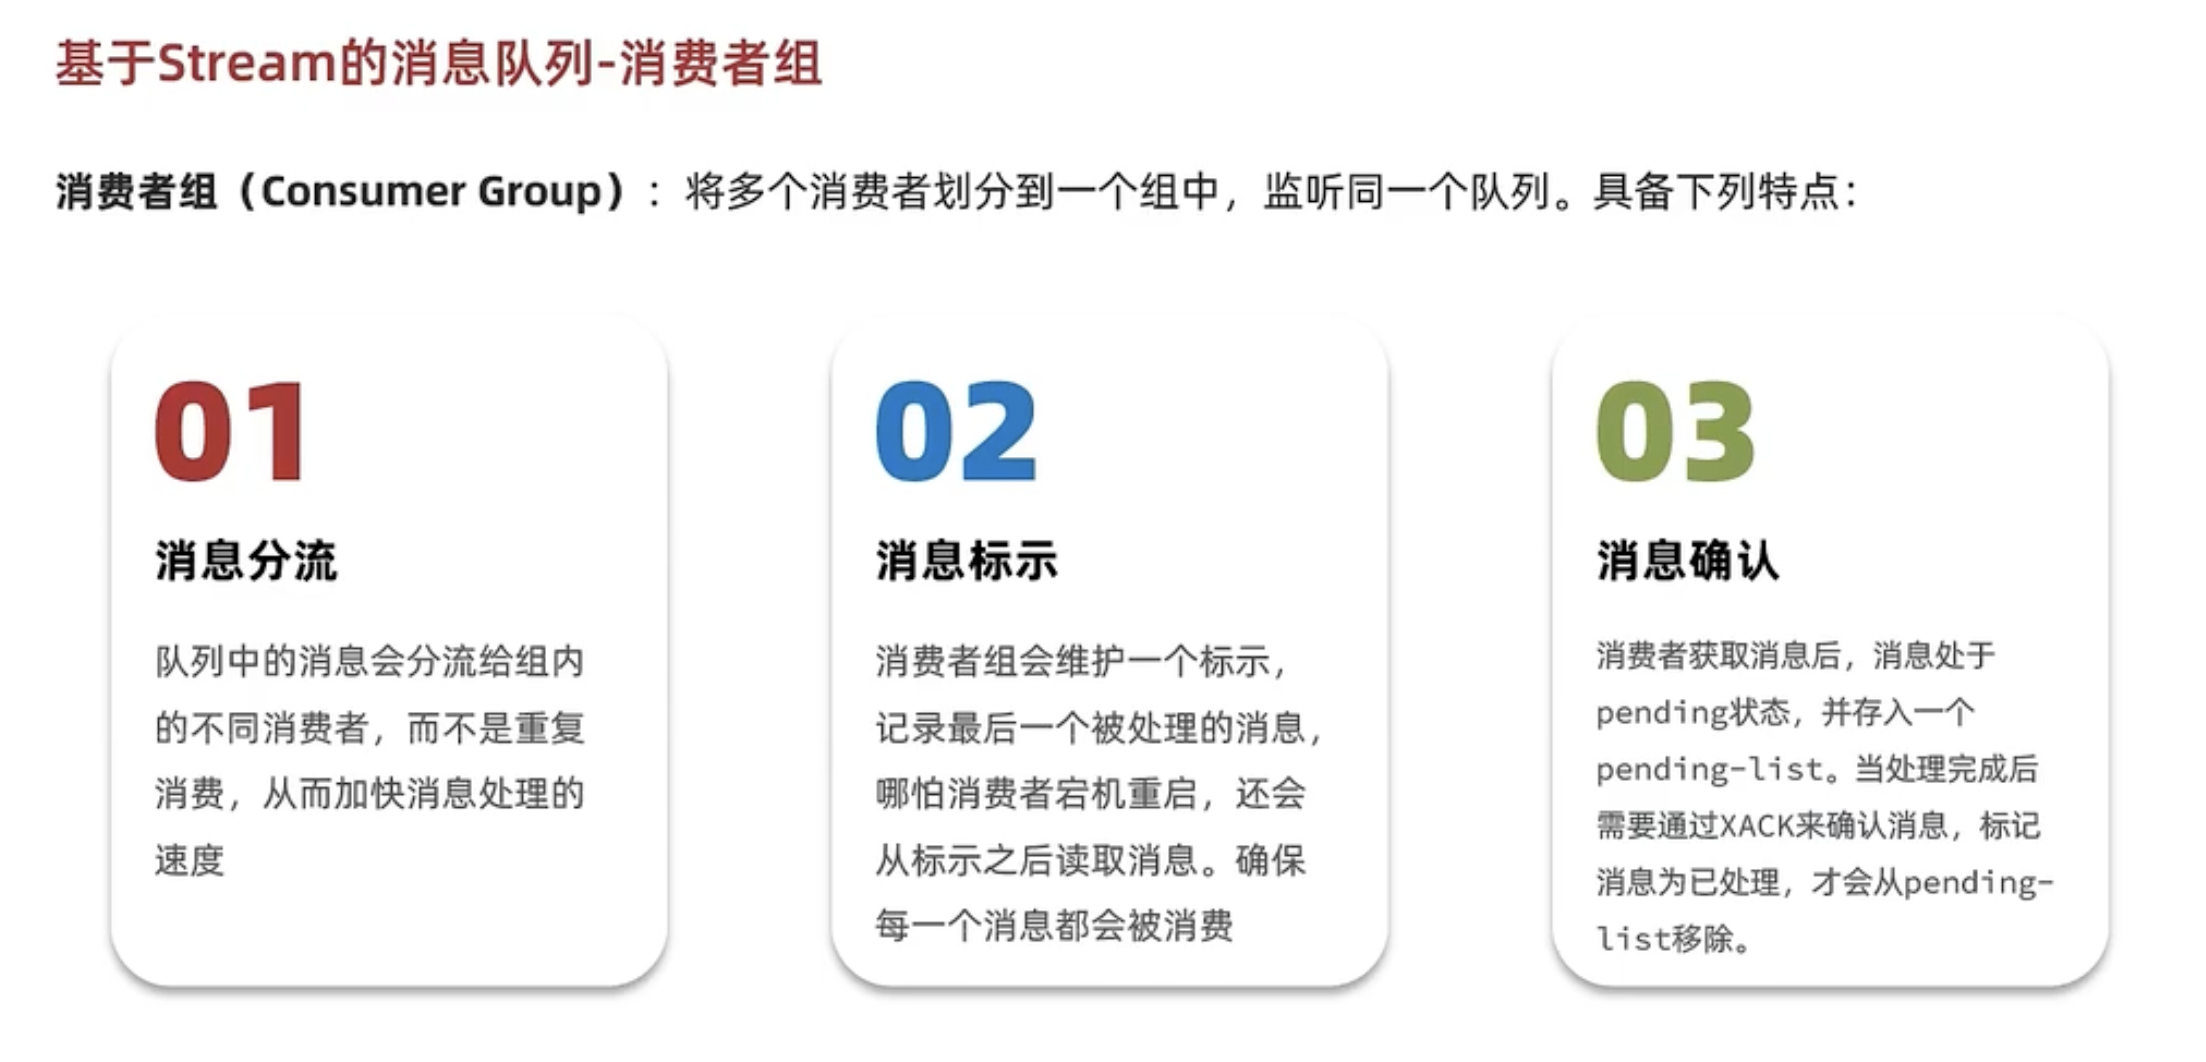 基于Stream的消息队列-消费者组
消费者组（Consumer Group）：将多个消费者划分到一个组中，监听同一个队列。具备下列特点：
01
消息分流
队列中的消息会分流给组内
的不同消费者，而不是重复
消费，从而加快消息处理的
速度
02
消息标示
消费者组会维护一个标示，
记录最后一个被处理的消息，
哪怕消费者宕机重启，还会
从标示之后读取消息。确保
每一个消息都会被消费
03
消息确认
消费者获取消息后，消息处于
pending状态，并存入一个
pending-list。当处理完成后
需要通过XACK来确认消息，标记
消息为已处理，才会从pending-
list移除。